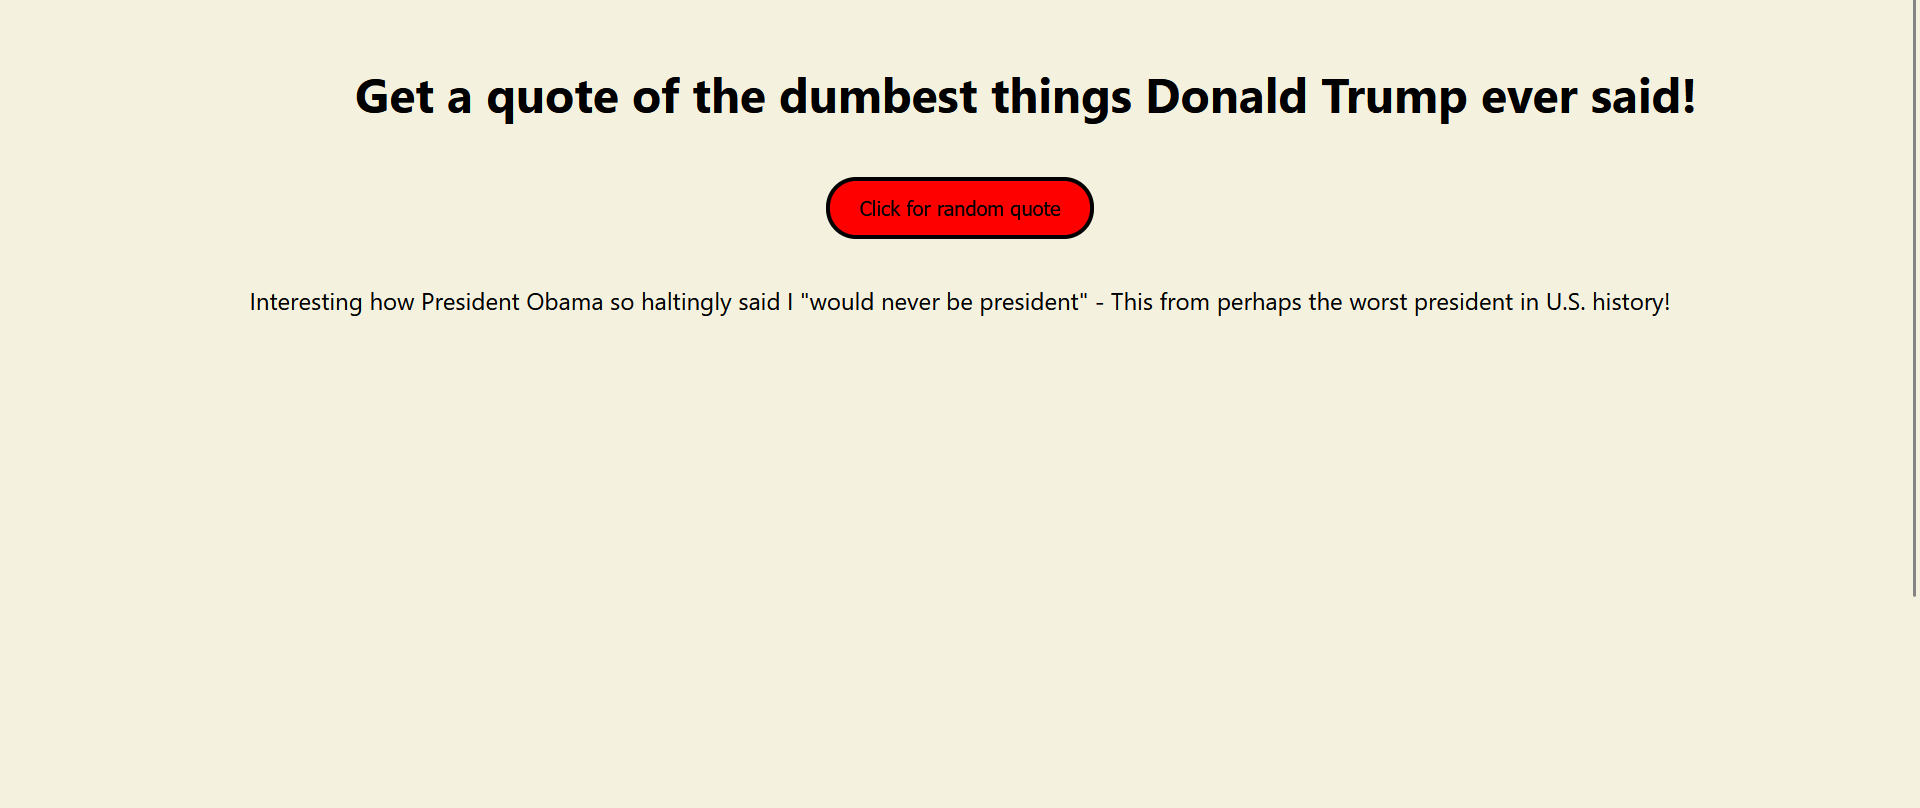 Get a quote of the dumbest things Donald Trump ever said!
Click for random quote
Interesting how President Obama so haltingly said I "would never be president" - This from perhaps the worst president in U.S. history!